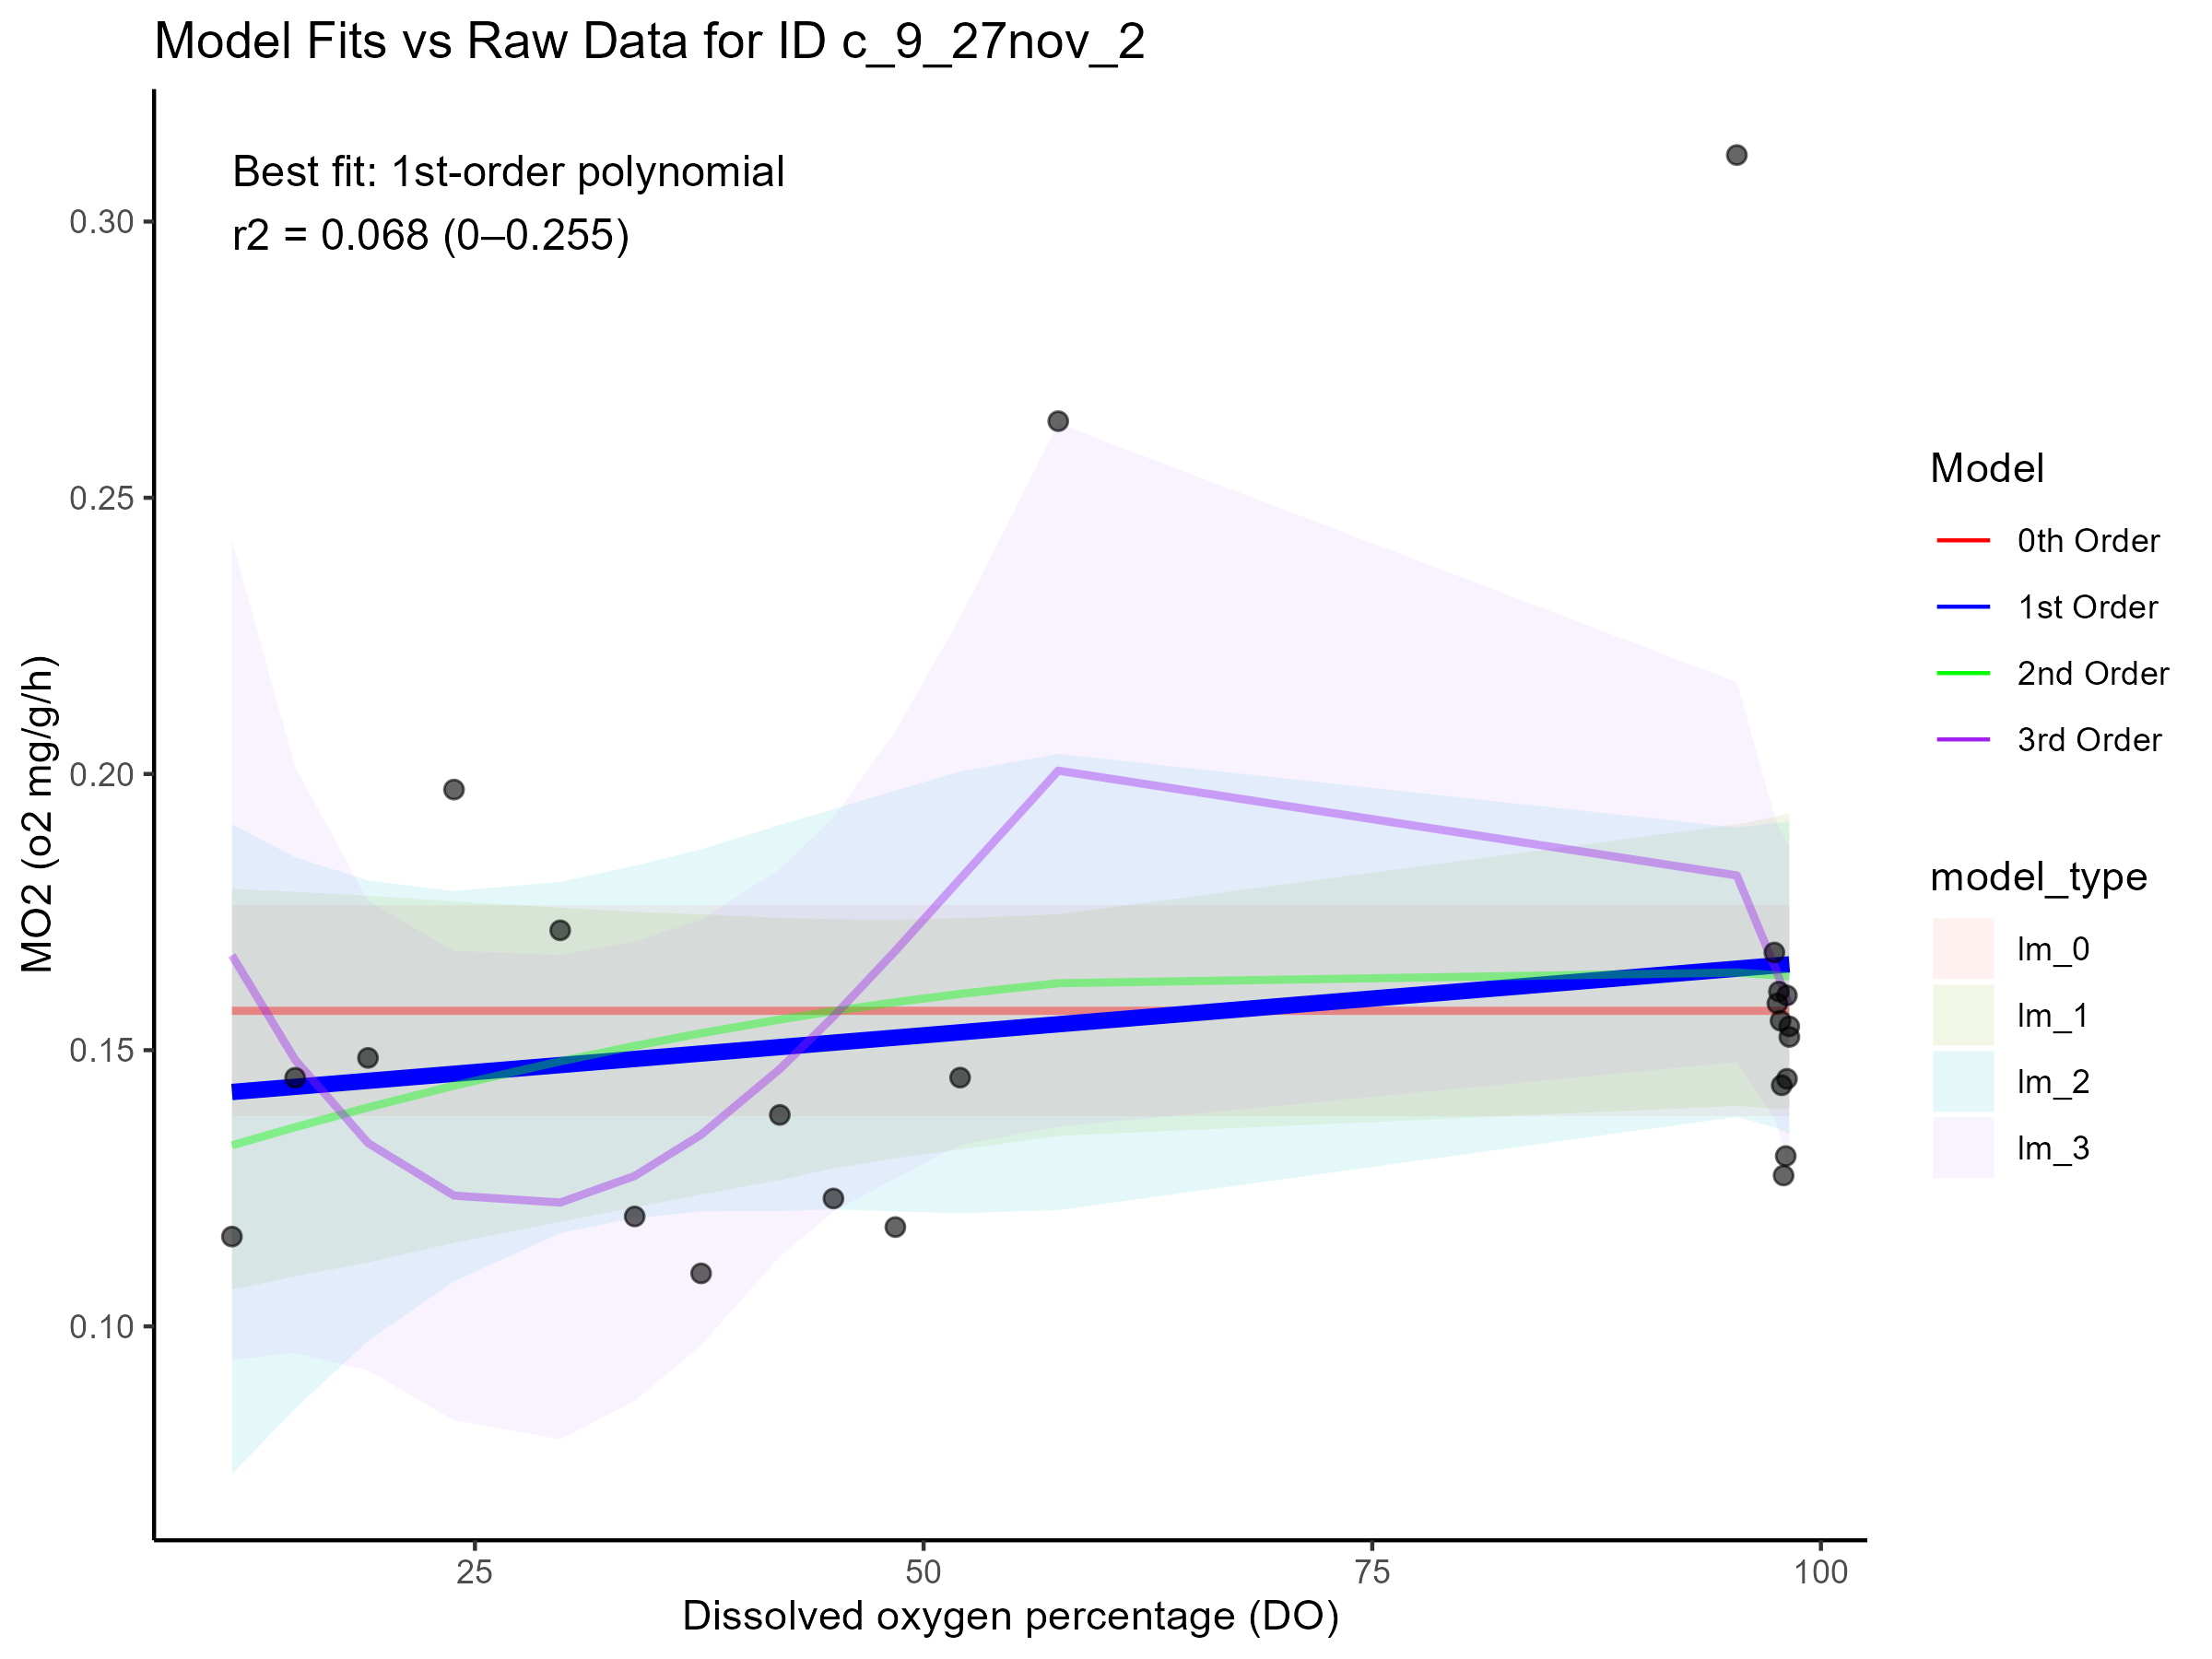 Model Fits vs Raw Data for ID c_9_27nov_2
Best fit: 1st-order polynomial
r2 = 0.068 (0–0.255)
MO2 (o2 mg/g/h)
0.30
0.25
0.20
0.15
0.10
25
50
75
100
Dissolved oxygen percentage (DO)
Model
0th Order
1st Order
2nd Order
3rd Order
model_type
lm_0
lm_1
lm_2
lm_3